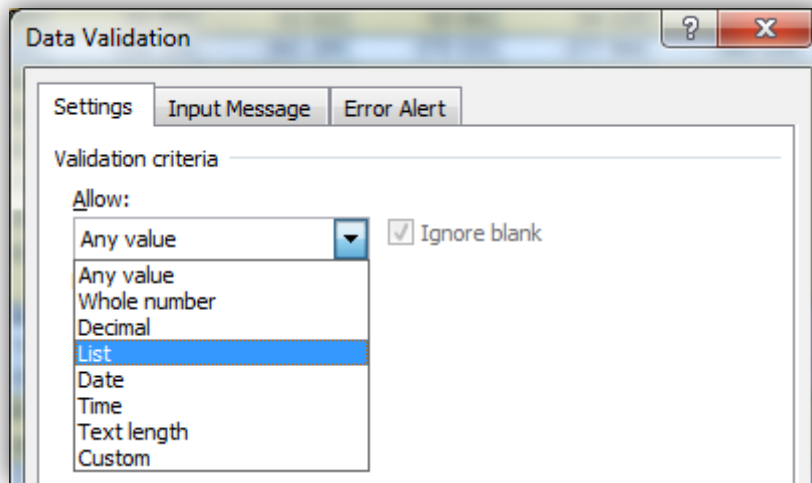 Data Validation
Settings Input Message Error Alert
Validation criteria
Allow:
Any value Ignore blank
Any value
Whole number
Decimal
List
Date
Time
Text length
Custom